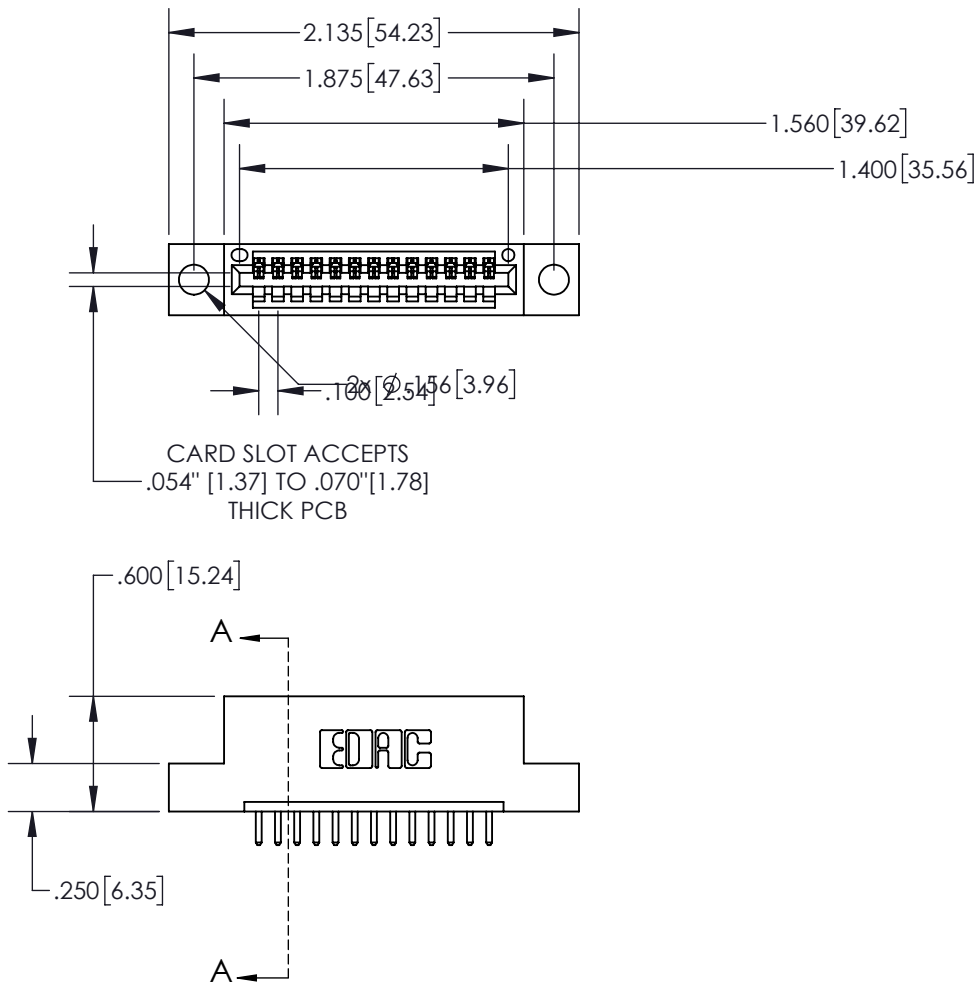 2.135[54.23]
1.875[47.63]
1.560[39.62]
1.400[35.56]
2x Ø .156 [3.96]
.100[2.54]
CARD SLOT ACCEPTS
.054" [1.37] TO .070"[1.78]
THICK PCB
.600[15.24]
A
EDAC
.250[6.35]
A